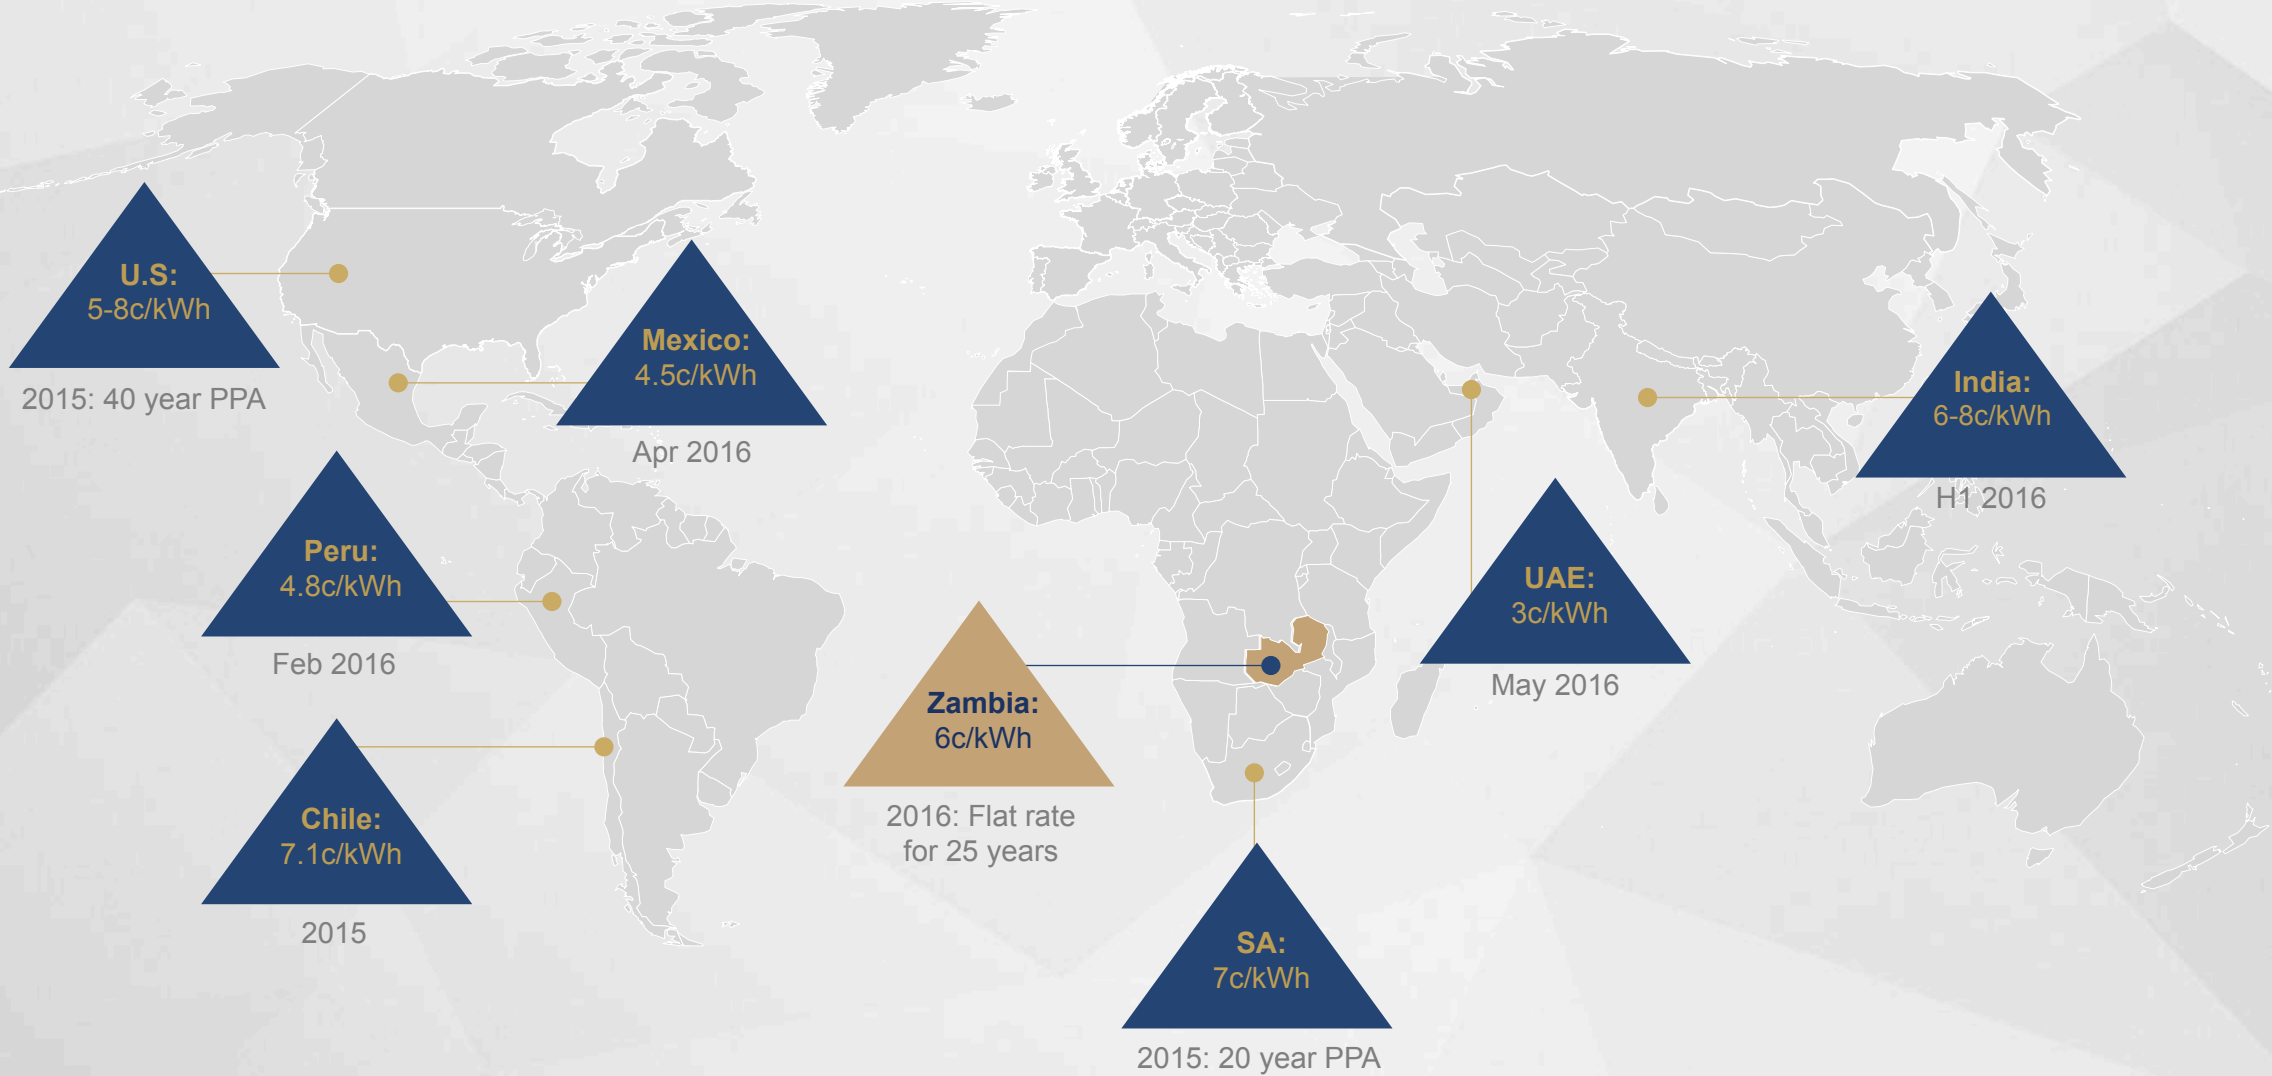 U.S:
5-8c/kWh
2015: 40 year PPA
Mexico:
4.5c/kWh
Apr 2016
India:
6-8c/kWh
H1 2016
Peru:
4.8c/kWh
Feb 2016
UAE:
3c/kWh
May 2016
Zambia:
6c/kWh
2016: Flat rate
for 25 years
Chile:
7.1c/kWh
2015
SA:
7c/kWh
2015: 20 year PPA